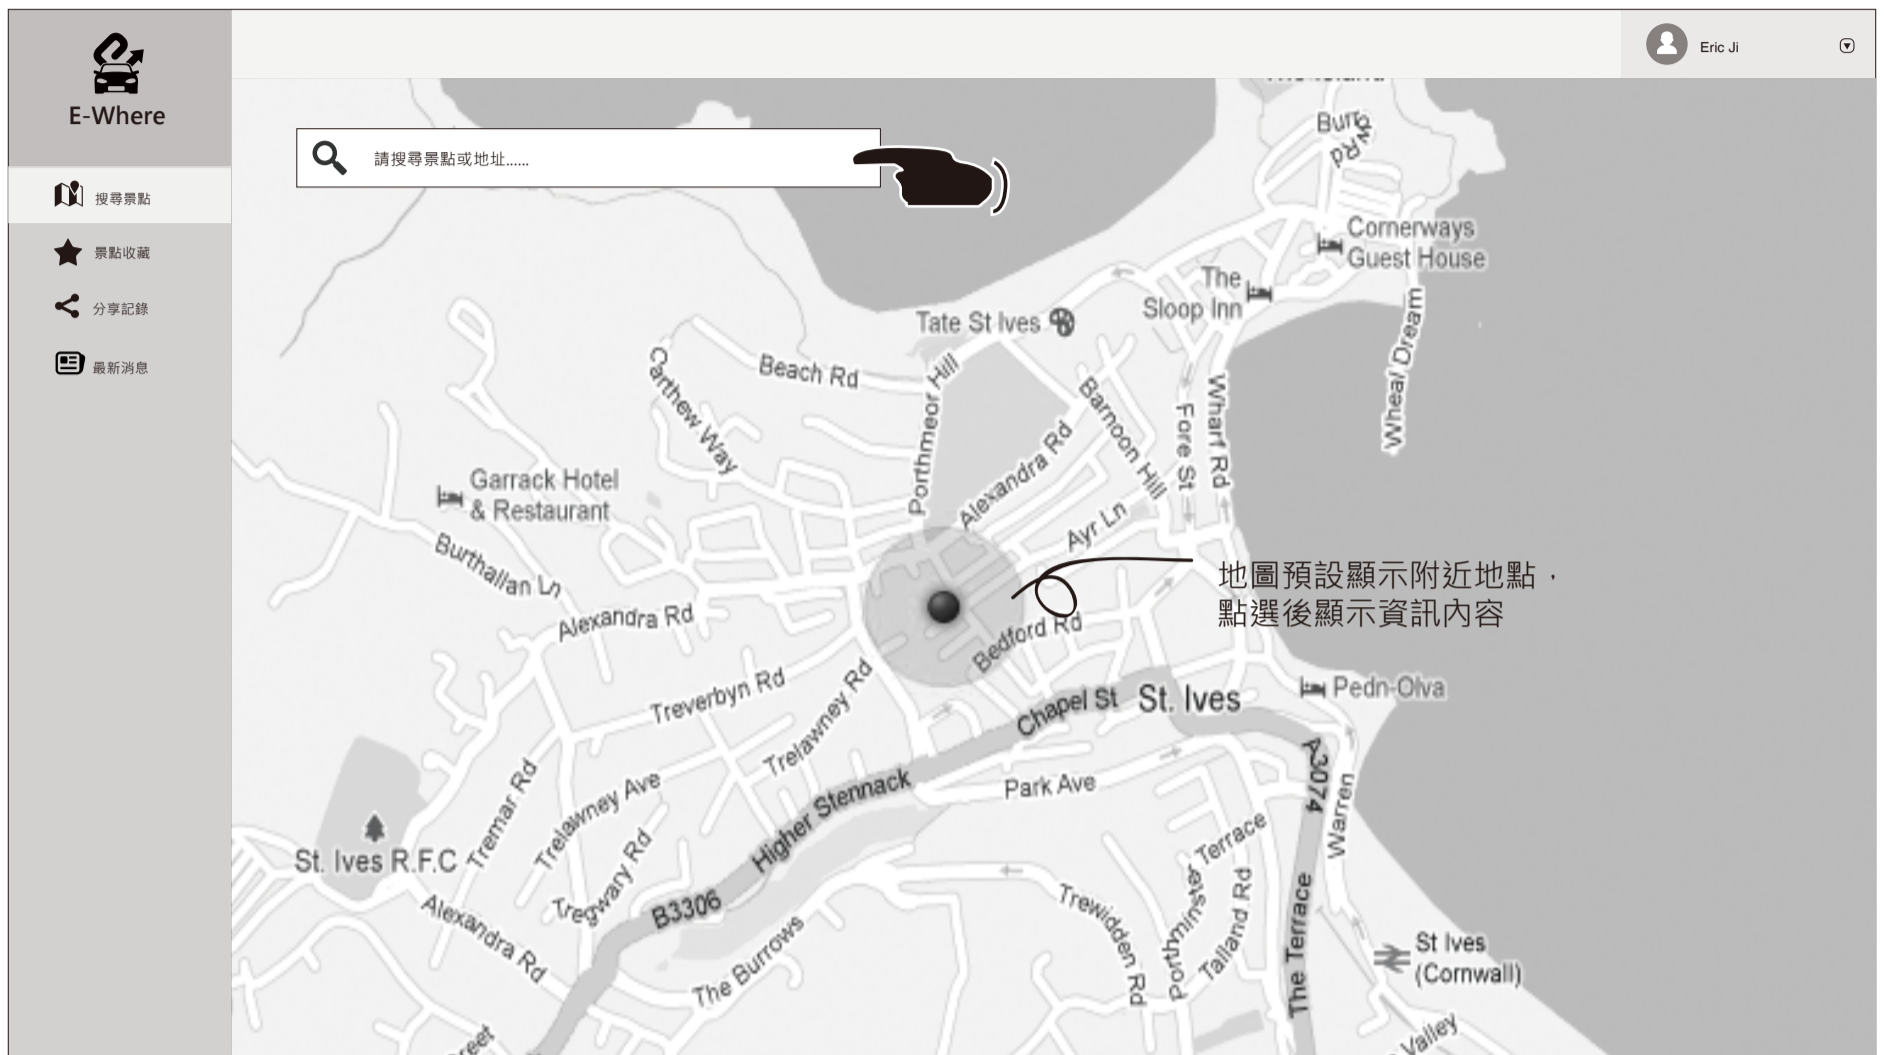 E-Where
Eric Ji
搜尋景點
景點收藏
分享記錄
最新消息
請搜尋景點或地址......
Burrow Rd
Cornerways
Guest House
The
Sloop Inn
Tate St Ives
Wheal Dream
Beach Rd
Carthew Way
Porthmeor Hill
Barnoon Hill
Fore St
Wharf Rd
Alexandra Rd
Garrack Hotel
& Restaurant
Ayr Ln
Burthallan Ln
地圖預設顯示附近地點，
點選後顯示資訊內容
Alexandra Rd
Bedford Rd
Treverbyn Rd
Trelawney Rd
Chapel St
St. Ives
Pedn-Olva
A3074
Warren
Park Ave
Higher Stennack
Tremar Rd
Trelawney Ave
Tregwary Rd
St. Ives R.F.C
Alexandra Rd
B3306
The Burrows
Trewidden Rd
Porthminster Terrace
Talland Rd
The Terrace
St Ives
(Cornwall)
Valley
reet